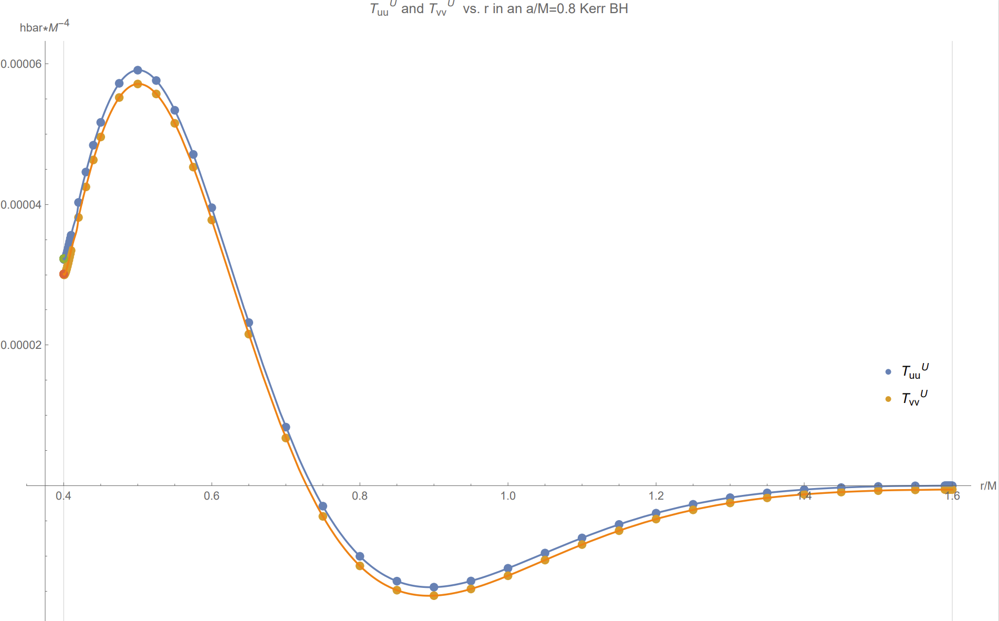 T_uu^U and T_vv^U vs. r in an a/M=0.8 Kerr BH
hbar*M^−4
0.00006
0.00004
0.00002
T_uu^U
T_vv^U
0.4 0.6 0.8 1.0 1.2 1.4 1.6 r/M